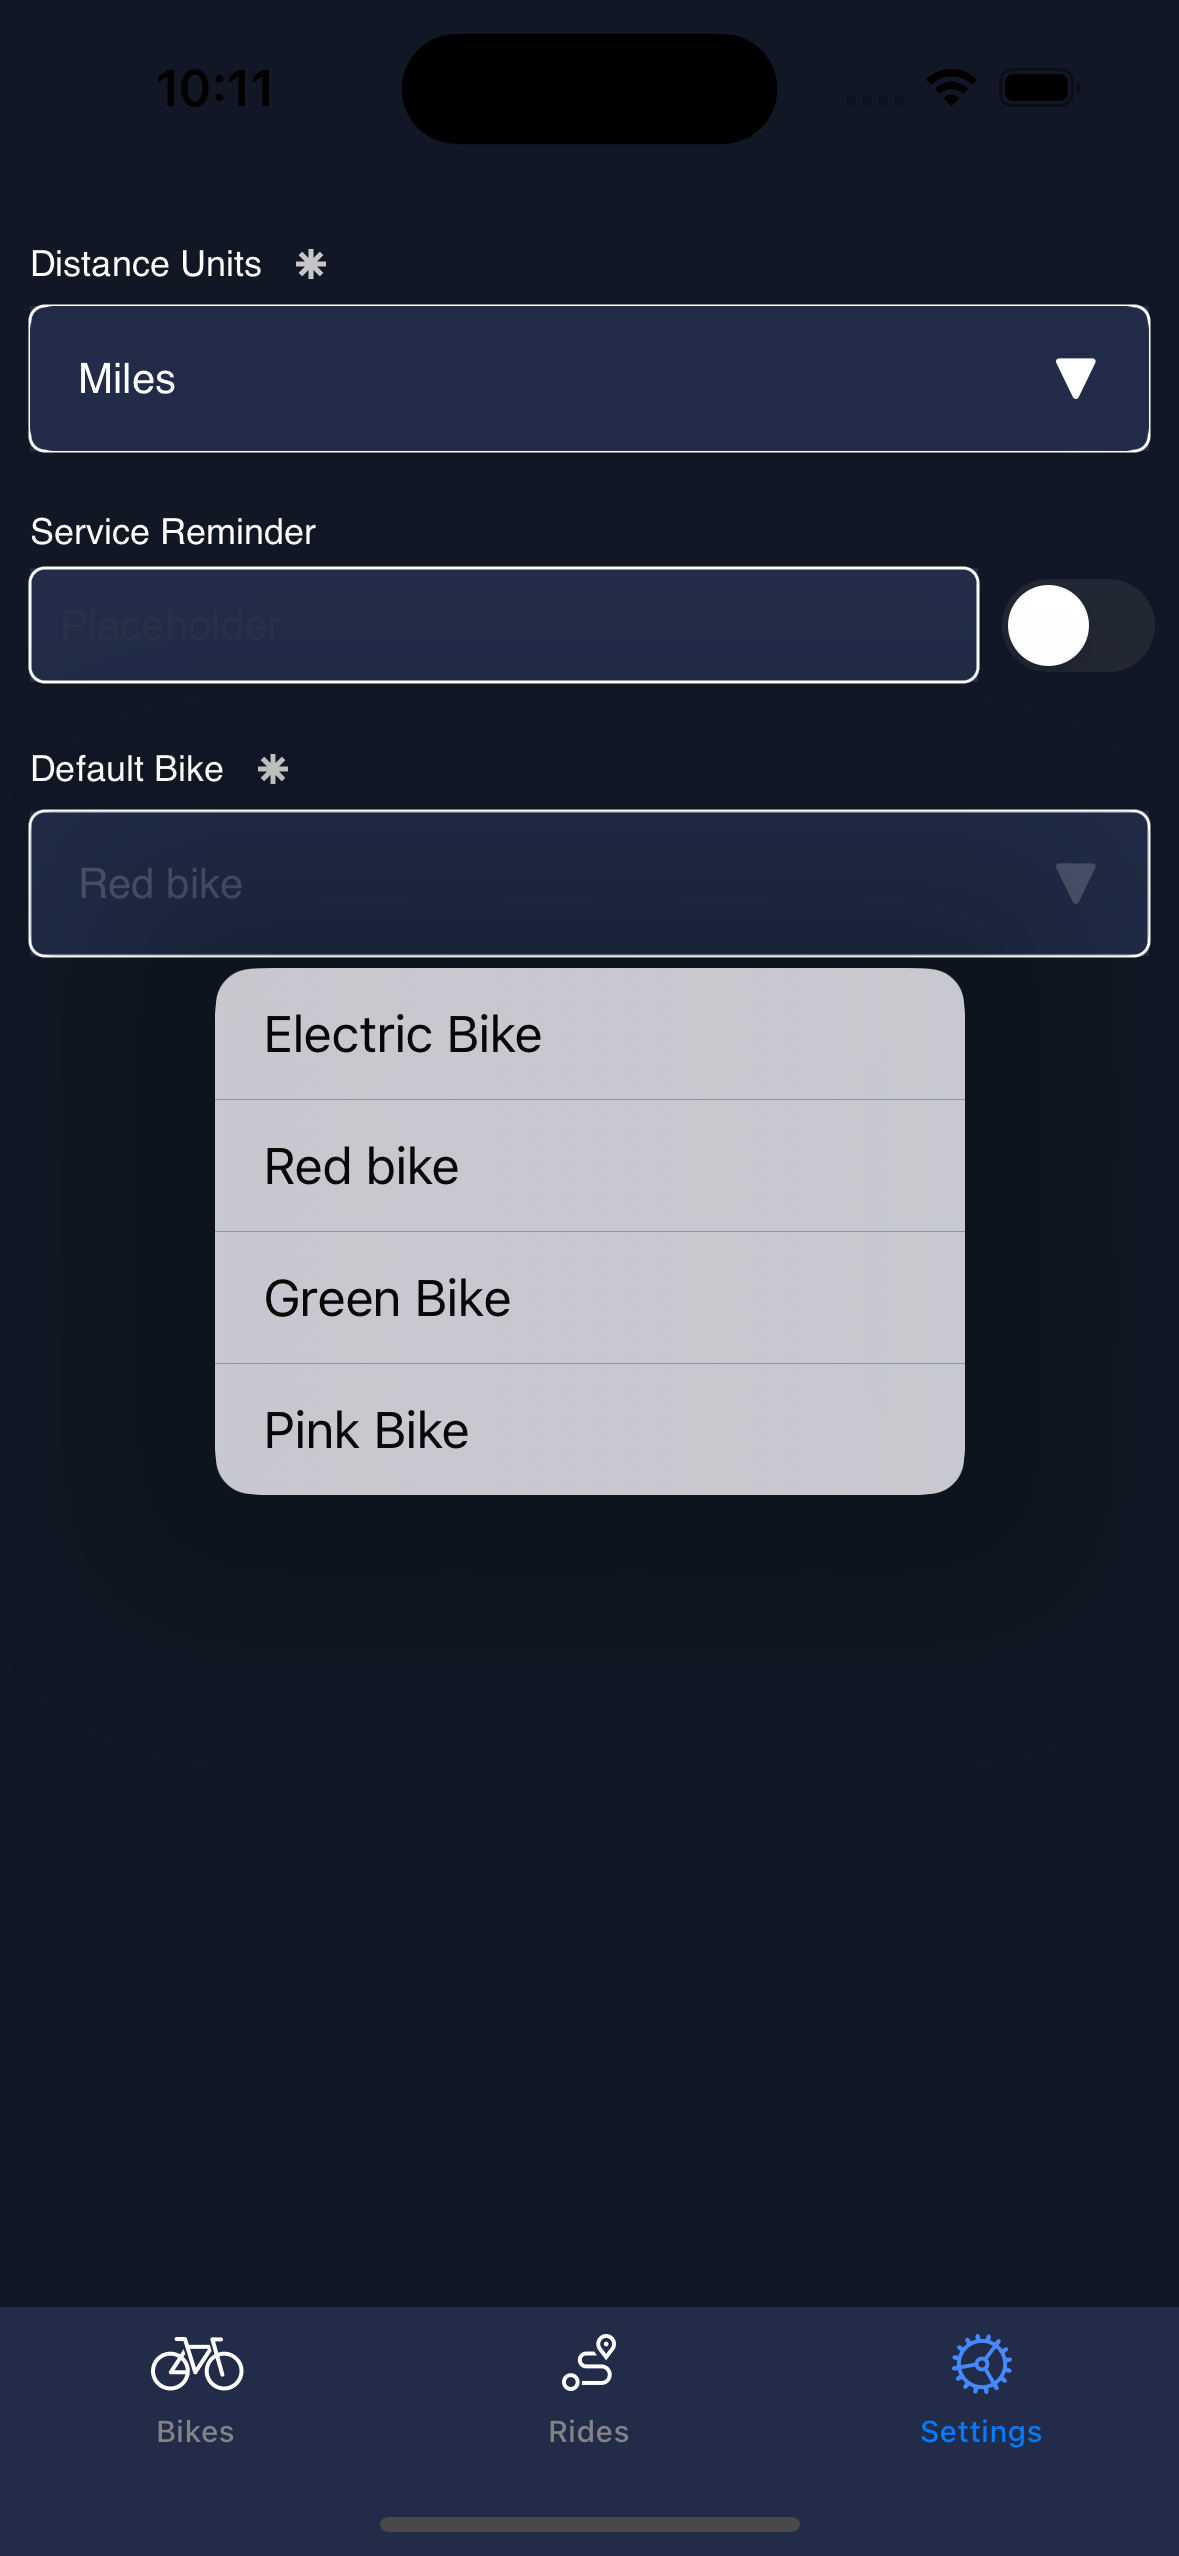 10:11
Distance Units *
Miles
Service Reminder
Placeholder
Default Bike *
Red bike
Electric Bike
Red bike
Green Bike
Pink Bike
Bikes
Rides
Settings